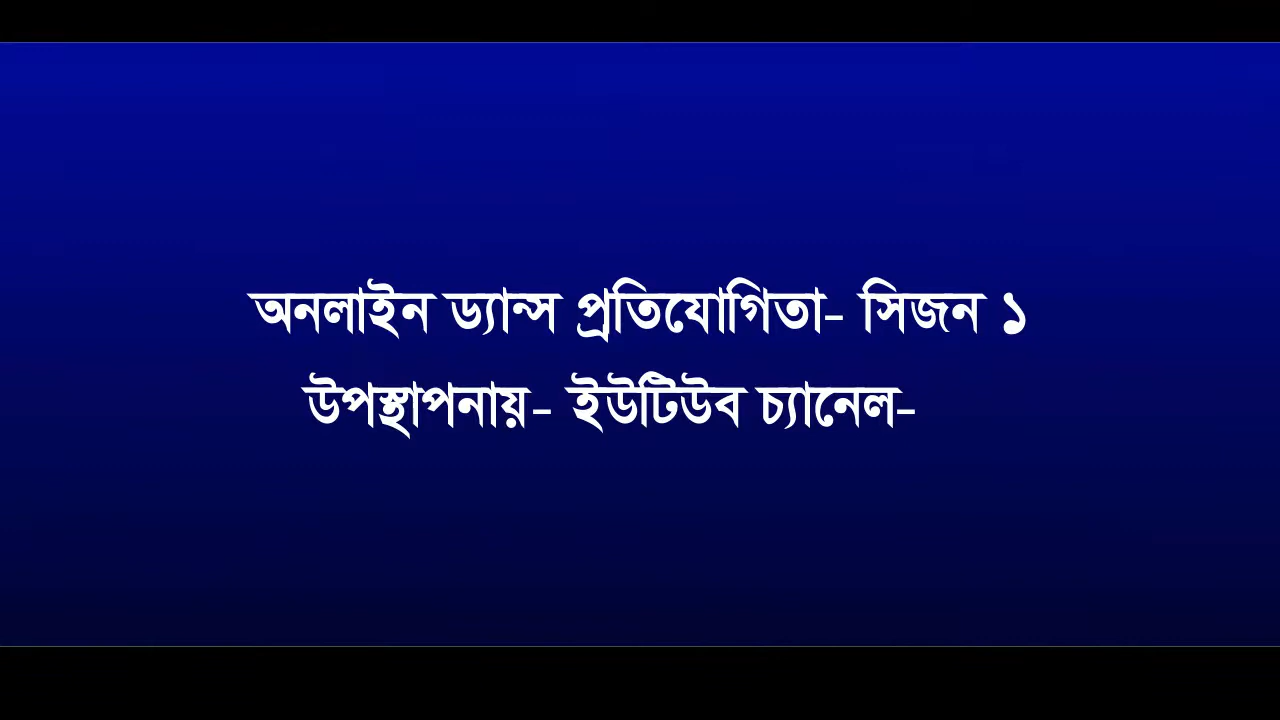 অনলাইন ড্যান্স প্রতিযোগিতা- সিজন ১
উপস্থাপনায়- ইউটিউব চ্যানেল-